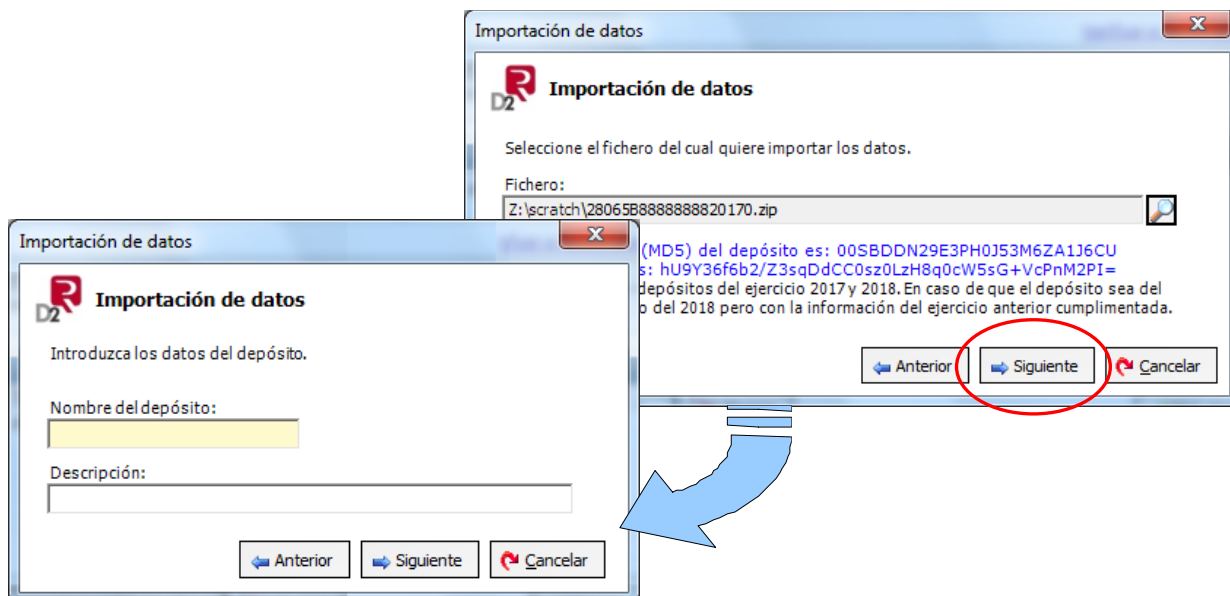 Importación de datos
x
D2R
Importación de datos
Seleccione el fichero del cual quiere importar los datos.
Fichero:
Z:\scratch\28065B8888888820170.zip
(MD5) del depósito es: 00SBDDN29E3PH0J53M6ZA1J6CU
s: hU9Y36f6b2/Z3sqDdCC0sz0LzH8q0cW5sG+VcPnM2PI=
depósitos del ejercicio 2017 y 2018. En caso de que el depósito sea del
o del 2018 pero con la información del ejercicio anterior cumplimentada.
Anterior
Siguiente
Cancelar
Importación de datos
x
D2R
Importación de datos
Introduzca los datos del depósito.
Nombre del depósito:
Descripción:
Anterior
Siguiente
Cancelar